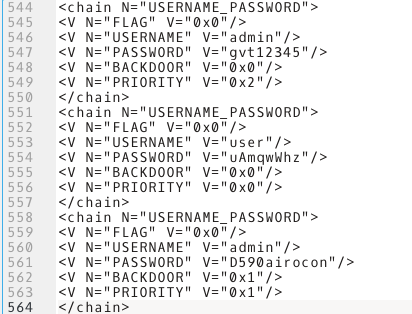 544 <chain N="USERNAME_PASSWORD">
545 <V N="FLAG" V="0x0"/>
546 <V N="USERNAME" V="admin"/>
547 <V N="PASSWORD" V="gvt12345"/>
548 <V N="BACKDOOR" V="0x0"/>
549 <V N="PRIORITY" V="0x2"/>
550 </chain>
551 <chain N="USERNAME_PASSWORD">
552 <V N="FLAG" V="0x0"/>
553 <V N="USERNAME" V="user"/>
554 <V N="PASSWORD" V="uAmqwWhz"/>
555 <V N="BACKDOOR" V="0x0"/>
556 <V N="PRIORITY" V="0x0"/>
557 </chain>
558 <chain N="USERNAME_PASSWORD">
559 <V N="FLAG" V="0x0"/>
560 <V N="USERNAME" V="admin"/>
561 <V N="PASSWORD" V="D590airocon"/>
562 <V N="BACKDOOR" V="0x1"/>
563 <V N="PRIORITY" V="0x1"/>
564 </chain>